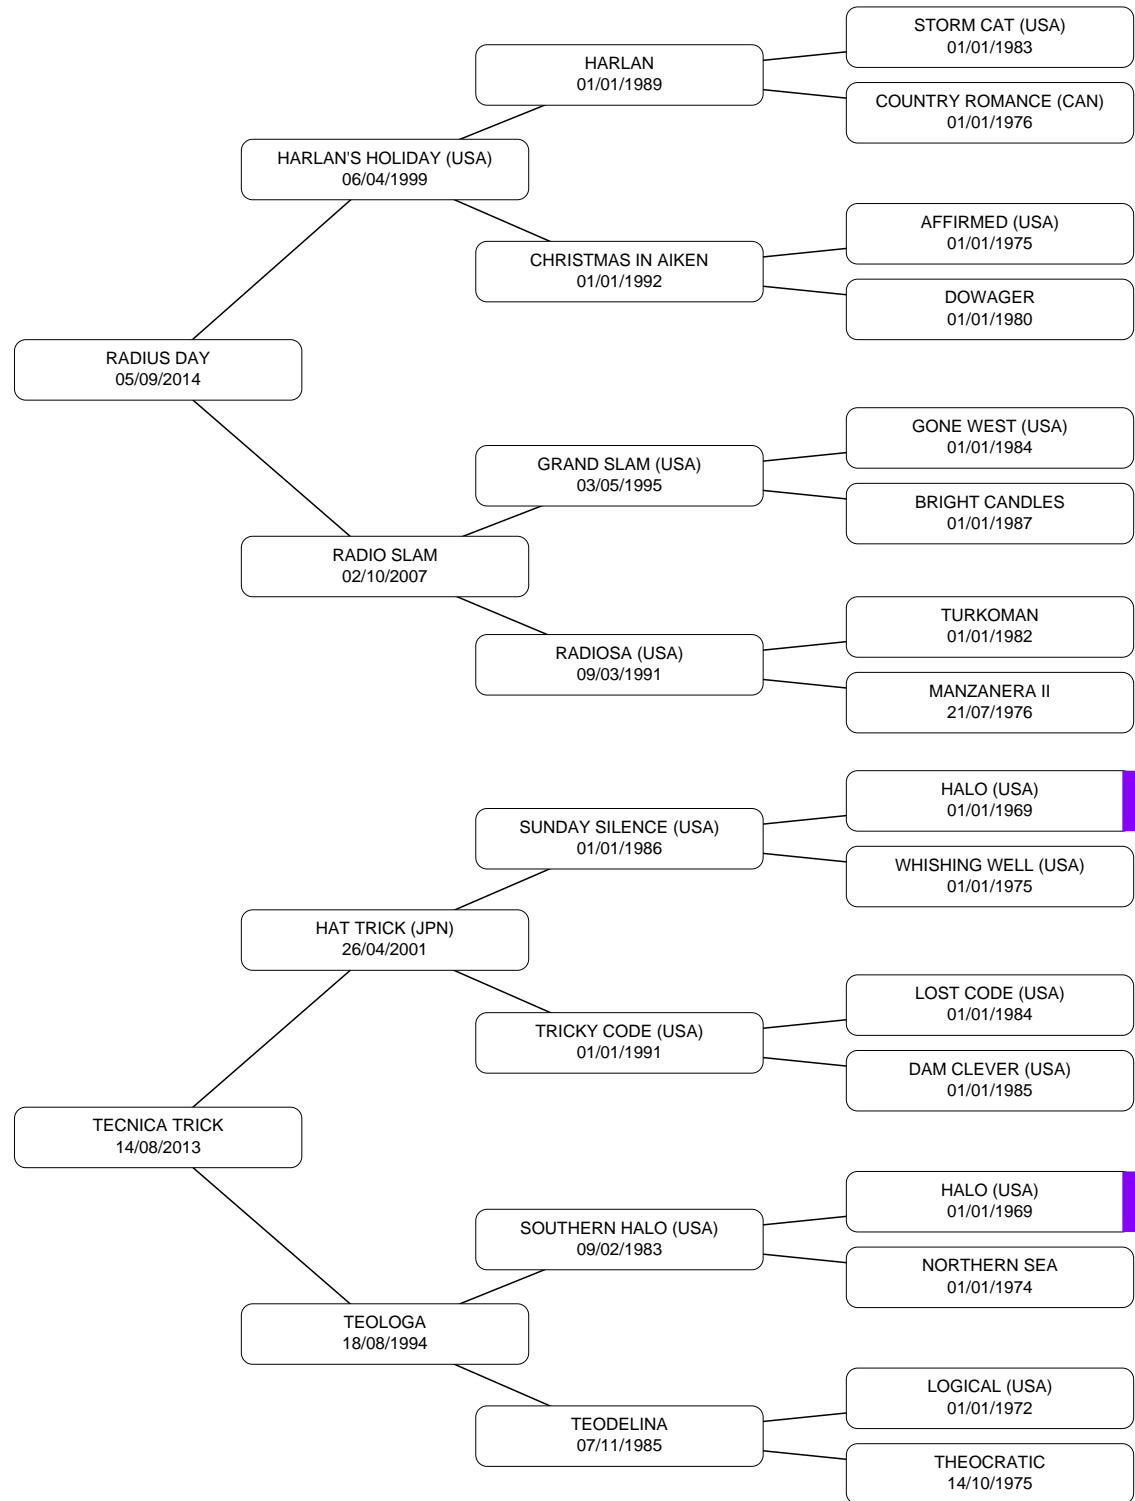 STORM CAT (USA)
01/01/1983
HARLAN
01/01/1989
COUNTRY ROMANCE (CAN)
01/01/1976
HARLAN'S HOLIDAY (USA)
06/04/1999
AFFIRMED (USA)
01/01/1975
CHRISTMAS IN AIKEN
01/01/1992
DOWAGER
01/01/1980
RADIUS DAY
05/09/2014
GONE WEST (USA)
01/01/1984
GRAND SLAM (USA)
03/05/1995
BRIGHT CANDLES
01/01/1987
RADIO SLAM
02/10/2007
TURKOMAN
01/01/1982
RADIOSA (USA)
09/03/1991
MANZANERA II
21/07/1976
HALO (USA)
01/01/1969
SUNDAY SILENCE (USA)
01/01/1986
WHISHING WELL (USA)
01/01/1975
HAT TRICK (JPN)
26/04/2001
LOST CODE (USA)
01/01/1984
TRICKY CODE (USA)
01/01/1991
DAM CLEVER (USA)
01/01/1985
TECNICA TRICK
14/08/2013
HALO (USA)
01/01/1969
SOUTHERN HALO (USA)
09/02/1983
NORTHERN SEA
01/01/1974
TEOLOGA
18/08/1994
LOGICAL (USA)
01/01/1972
TEODELINA
07/11/1985
THEOCRATIC
14/10/1975